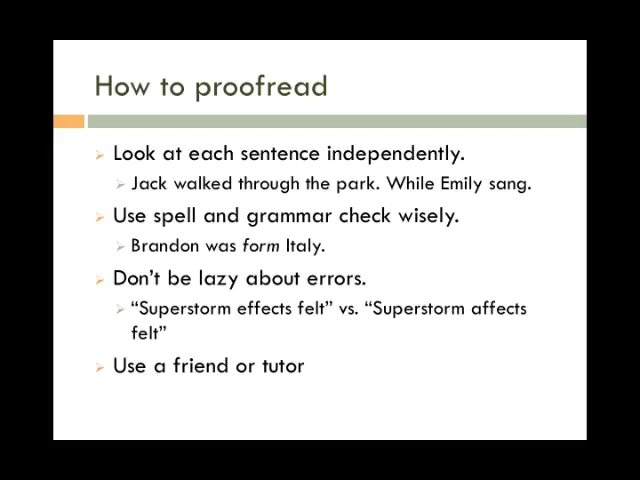 How to proofread
Look at each sentence independently.
Jack walked through the park. While Emily sang.
Use spell and grammar check wisely.
Brandon was form Italy.
Don’t be lazy about errors.
“Superstorm effects felt” vs. “Superstorm affects
felt”
Use a friend or tutor